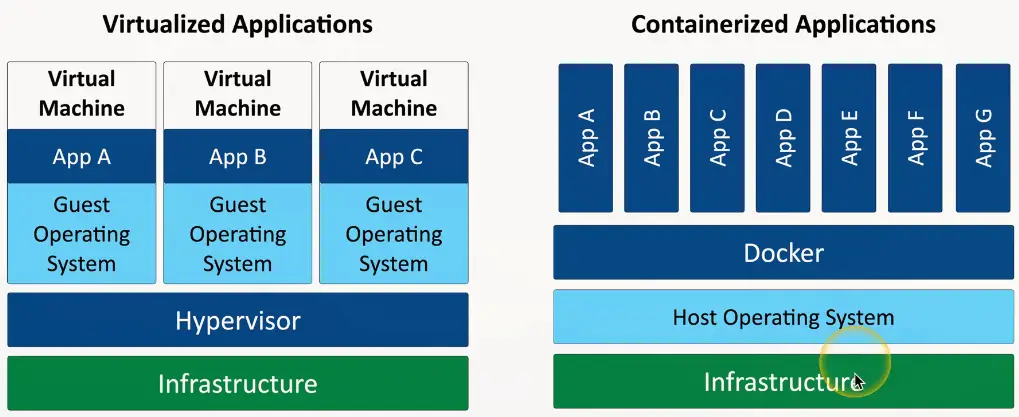 Virtualized Applications
Virtual
Machine
App A
Guest
Operating
System
Virtual
Machine
App B
Guest
Operating
System
Virtual
Machine
App C
Guest
Operating
System
Hypervisor
Infrastructure
Containerized Applications
App A
App B
App C
App D
App E
App F
App G
Docker
Host Operating System
Infrastructure